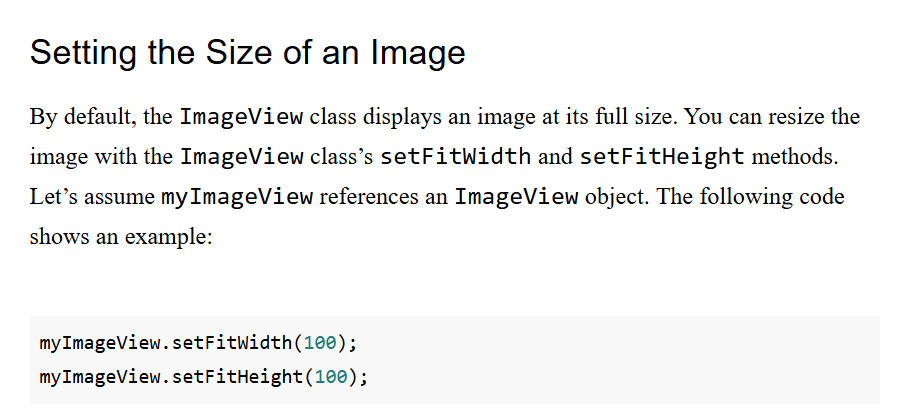 Setting the Size of an Image
By default, the ImageView class displays an image at its full size. You can resize the
image with the ImageView class’s setFitWidth and setFitHeight methods.
Let’s assume myImageView references an ImageView object. The following code
shows an example:
myImageView.setFitWidth(100);
myImageView.setFitHeight(100);